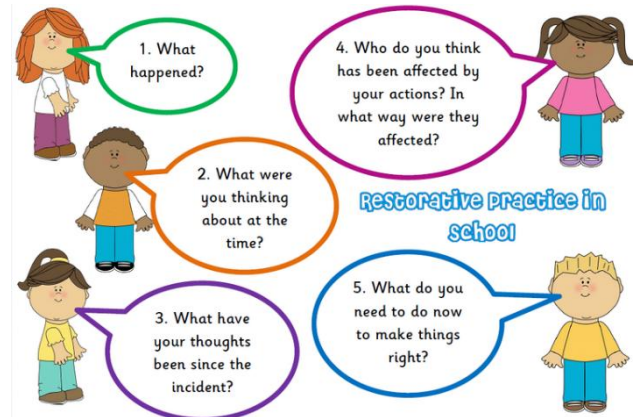 1. What
happened?
2. What were
you thinking
about at the
time?
3. What have
your thoughts
been since the
incident?
4. Who do you think
has been affected by
your actions? In
what way were they
affected?
Restorative Practice in
School
5. What do you
need to do now
to make things
right?